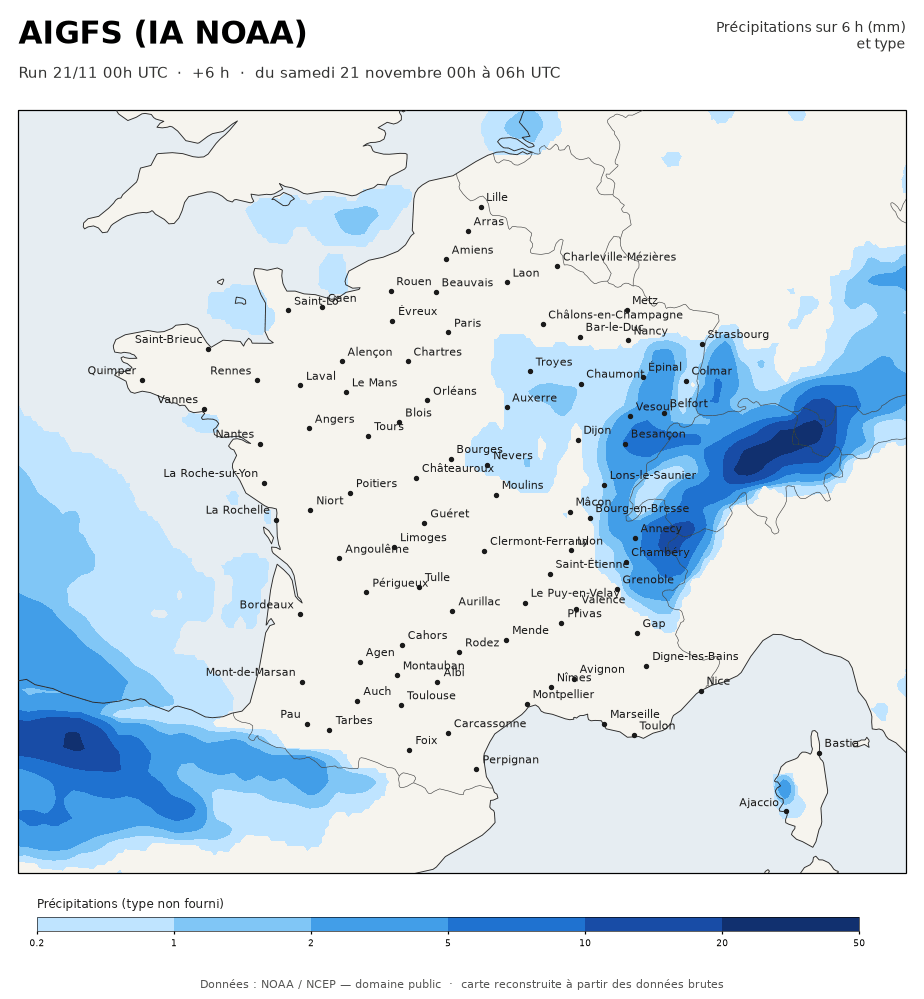 AIGFS (IA NOAA)
Précipitations sur 6 h (mm)
et type
Run 21/11 00h UTC · +6 h · du samedi 21 novembre 00h à 06h UTC
Lille
Arras
Amiens
Charleville-Mézières
Laon
Rouen
Beauvais
Saint-Lô
Caen
Metz
Évreux
Châlons-en-Champagne
Paris
Bar-le-Duc
Nancy
Strasbourg
Saint-Brieuc
Alençon
Chartres
Troyes
Quimper
Rennes
Laval
Le Mans
Chaumont
Épinal
Colmar
Vannes
Orléans
Auxerre
Belfort
Blois
Vesoul
Angers
Tours
Nantes
Dijon
Besançon
Bourges
Nevers
La Roche-sur-Yon
Châteauroux
Lons-le-Saunier
Poitiers
Moulins
Niort
La Rochelle
Mâcon
Bourg-en-Bresse
Guéret
Annecy
Limoges
Angoulême
Clermont-Ferrand
Lyon
Chambéry
Saint-Étienne
Périgueux
Tulle
Grenoble
Bordeaux
Aurillac
Le Puy-en-Velay
Valence
Privas
Cahors
Mende
Gap
Agen
Rodez
Digne-les-Bains
Mont-de-Marsan
Montauban
Albi
Avignon
Nîmes
Nice
Auch
Toulouse
Montpellier
Pau
Tarbes
Carcassonne
Marseille
Toulon
Foix
Bastia
Perpignan
Ajaccio
Précipitations (type non fourni)
0.2 1 2 5 10 20 50
Données : NOAA / NCEP — domaine public · carte reconstruite à partir des données brutes